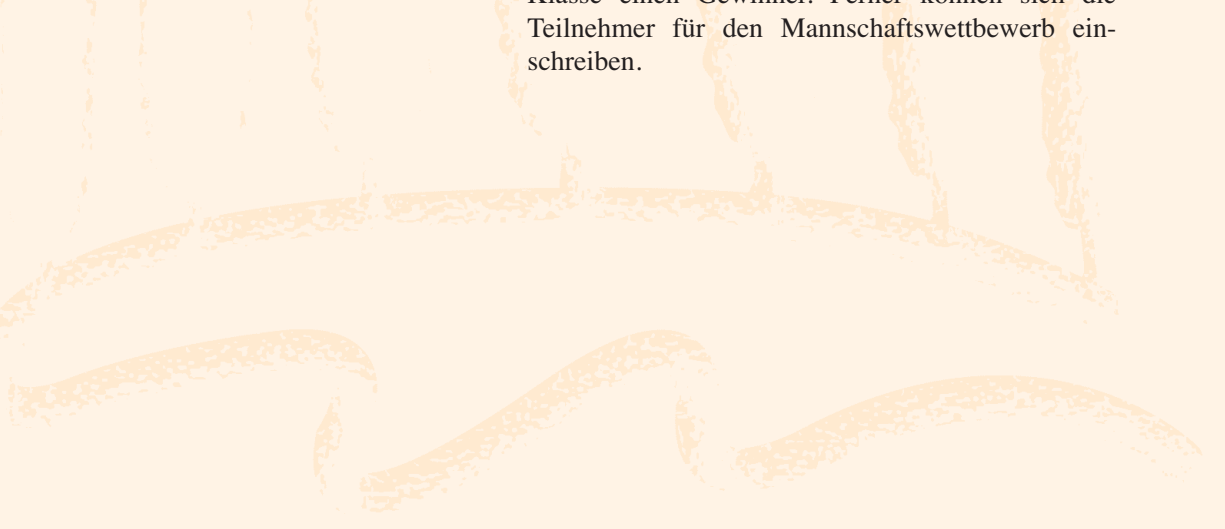 Klasse einen Gewinner. Ferner können sich die
Teilnehmer für den Mannschaftswettbewerb ein-
schreiben.